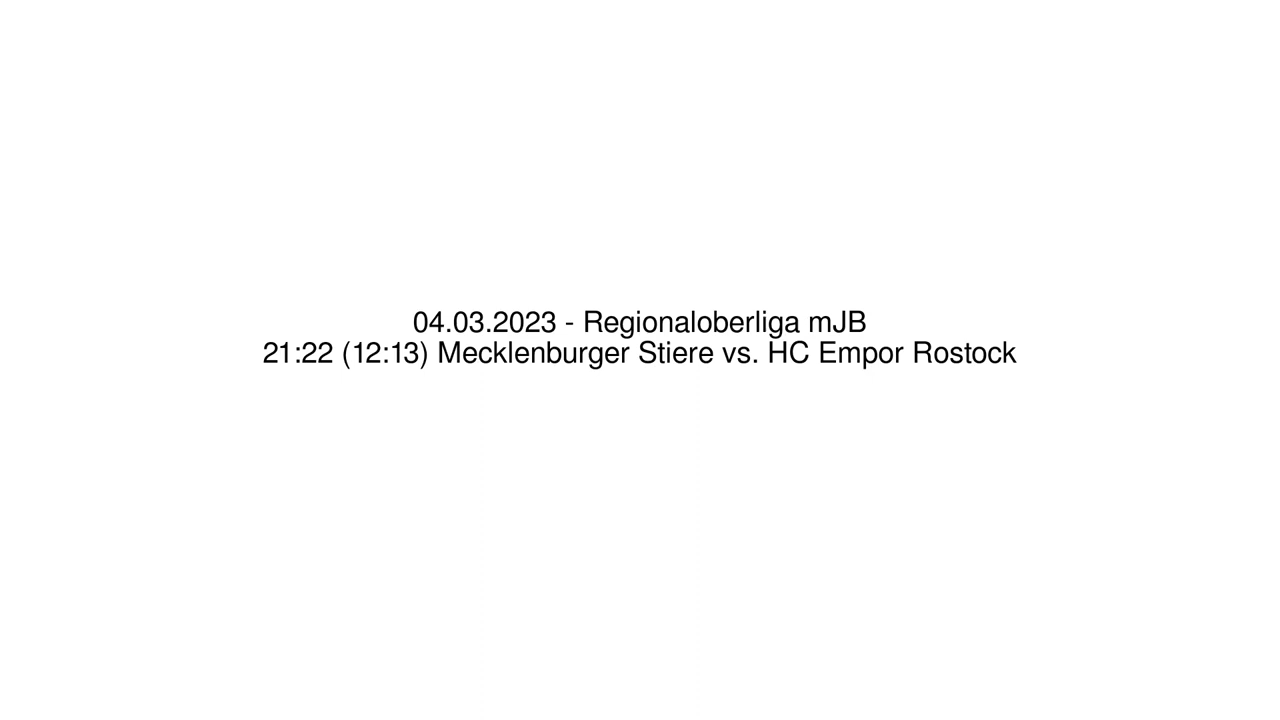 04.03.2023 - Regionaloberliga mJB
21:22 (12:13) Mecklenburger Stiere vs. HC Empor Rostock